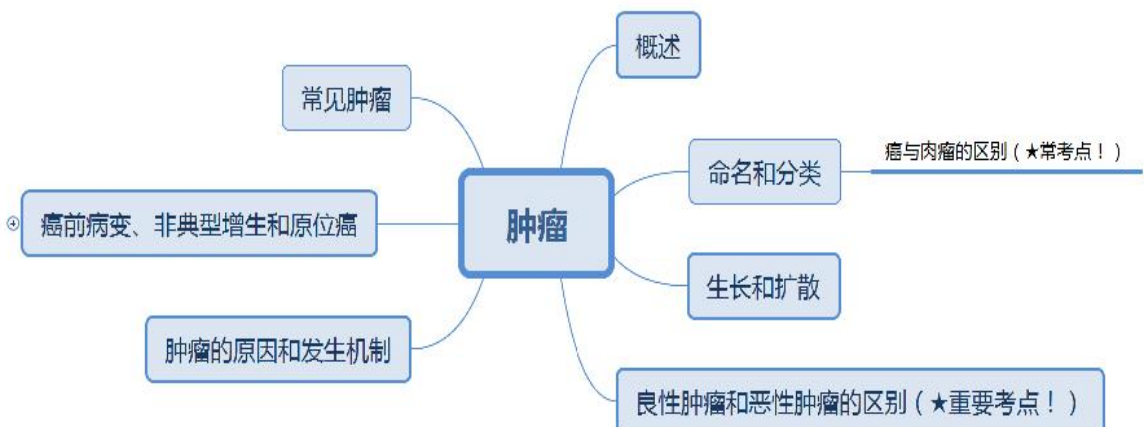 概述
常见肿瘤
癌与肉瘤的区别（★常考点！）
命名和分类
肿瘤
癌前病变、非典型增生和原位癌
生长和扩散
肿瘤的原因和发生机制
良性肿瘤和恶性肿瘤的区别（★重要考点！）